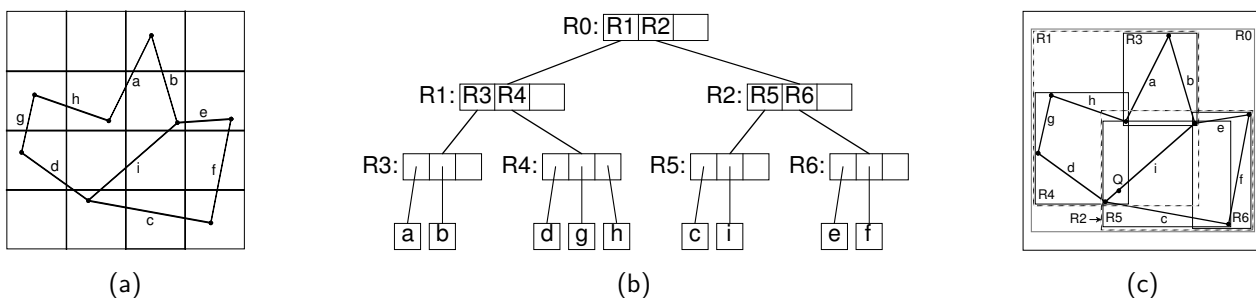 a
b
h
e
g
d
i
f
c
(a)
R0: R1 R2
R1: R3 R4
R2: R5 R6
R3:
R4:
R5:
R6:
a b
d g h
c i
e f
(b)
R1
R3
R0
a
b
h
g
e
d
Q
i
f
R4
R2
R5
c
R6
(c)